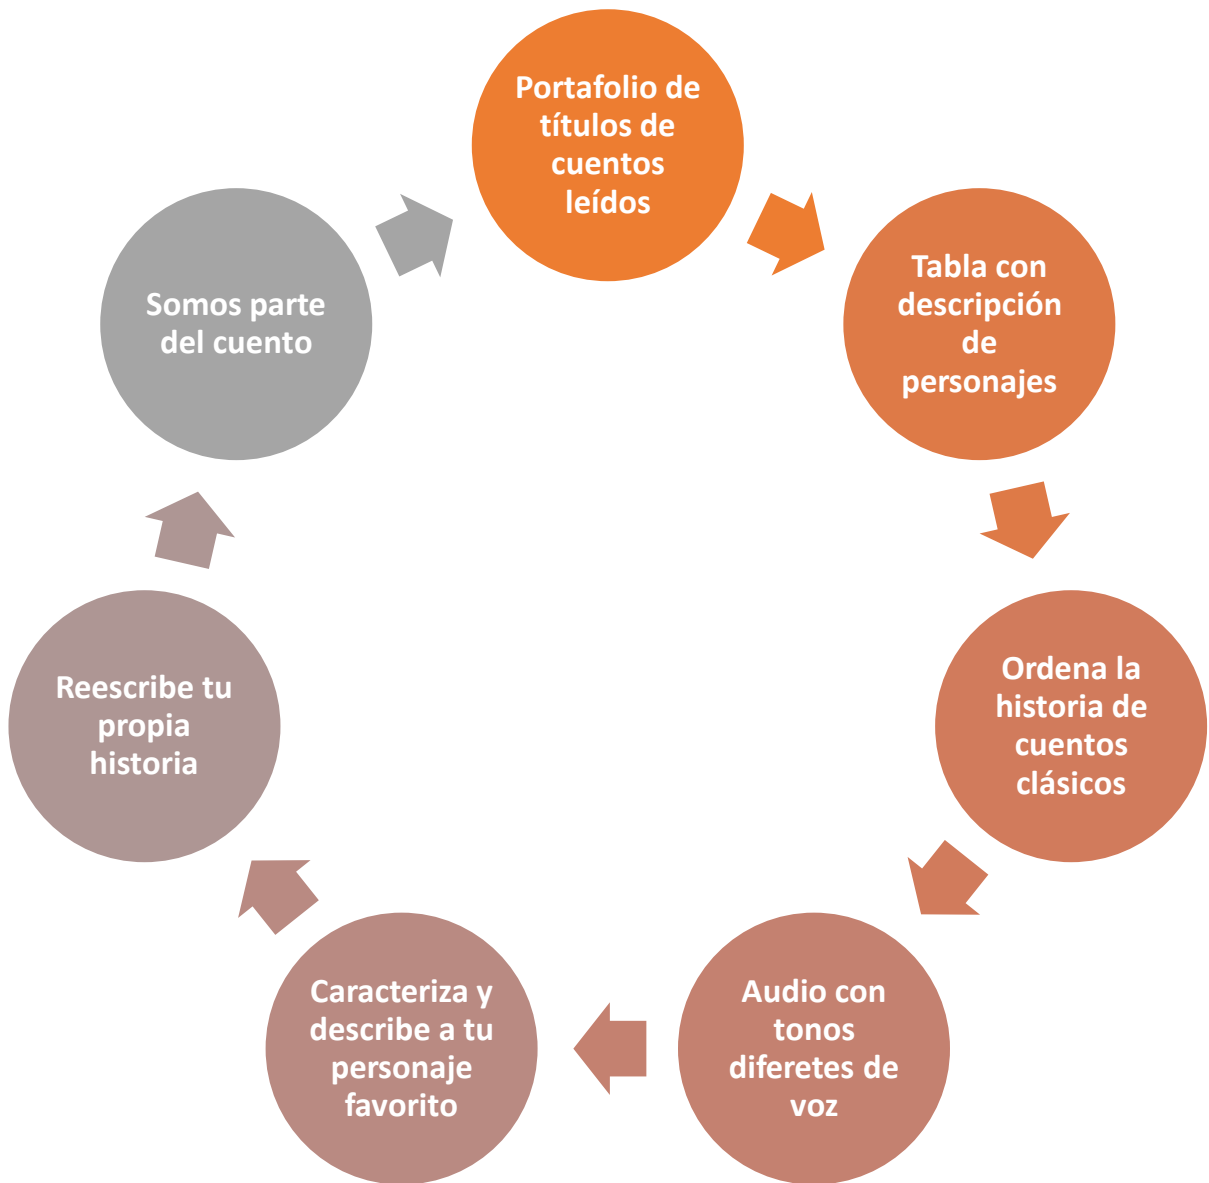 Portafolio de
títulos de
cuentos
leídos
Tabla con
descripción
de
personajes
Ordena la
historia de
cuentos
clásicos
Audio con
tonos
diferetes de
voz
Caracteriza y
describe a tu
personaje
favorito
Reescribe tu
propia
historia
Somos parte
del cuento